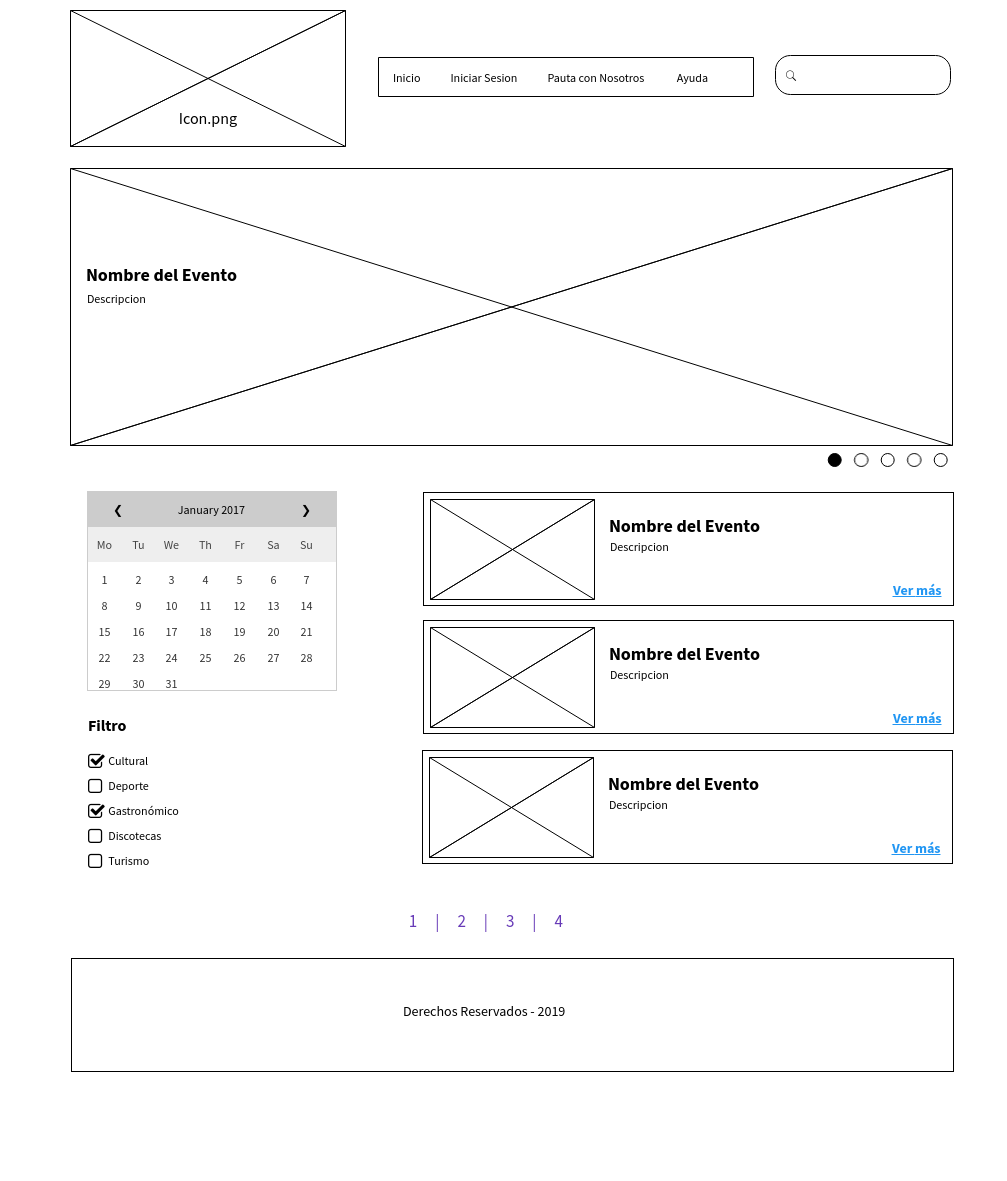 Icon.png
Inicio Iniciar Sesion Pauta con Nosotros Ayuda
Nombre del Evento
Descripcion
❮ January 2017 ❯
Mo Tu We Th Fr Sa Su
1 2 3 4 5 6 7
8 9 10 11 12 13 14
15 16 17 18 19 20 21
22 23 24 25 26 27 28
29 30 31
Filtro
Cultural
Deporte
Gastronómico
Discotecas
Turismo
Nombre del Evento
Descripcion
Ver más
Nombre del Evento
Descripcion
Ver más
Nombre del Evento
Descripcion
Ver más
1 | 2 | 3 | 4
Derechos Reservados - 2019